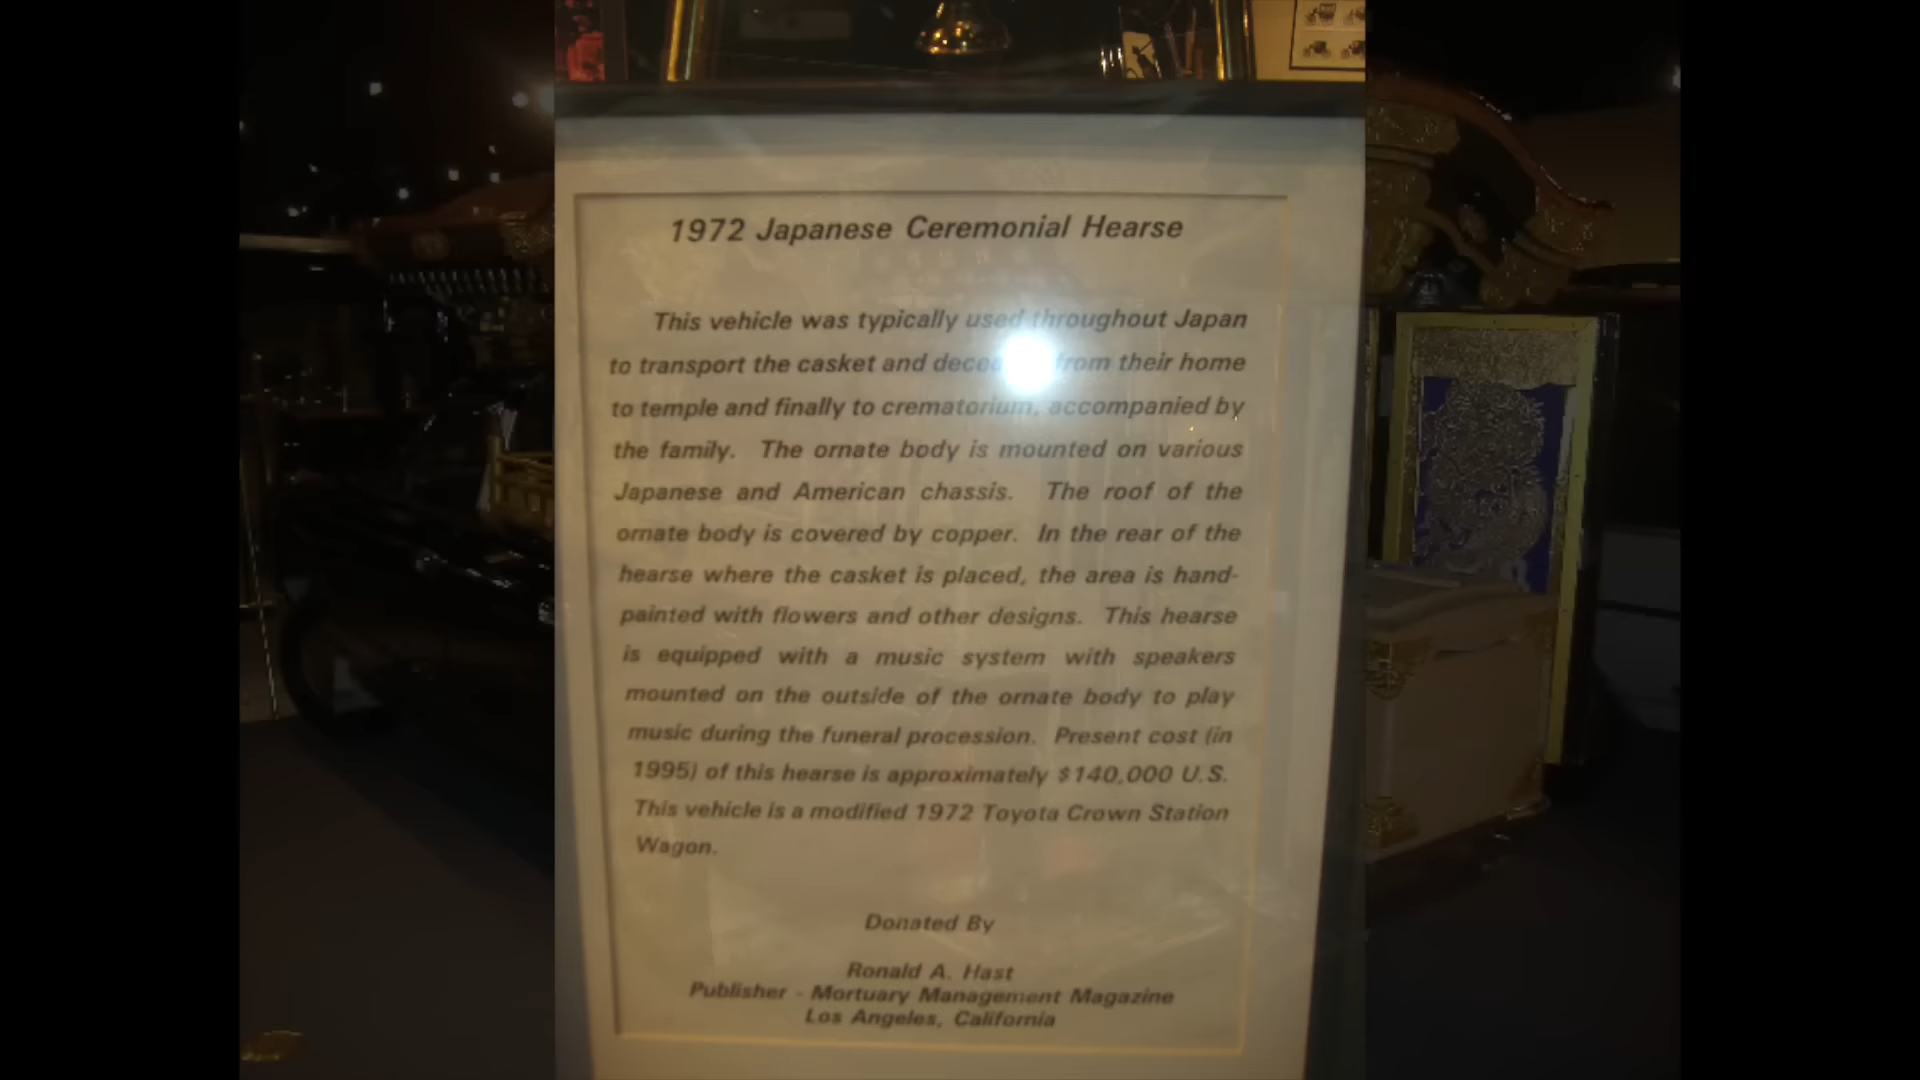 1972 Japanese Ceremonial Hearse
This vehicle was typically used throughout Japan
to transport the casket and from their home
to temple and finally to crematorium, accompanied by
the family. The ornate body is mounted on various
Japanese and American chassis. The roof of the
ornate body is covered by copper. In the rear of the
hearse where the casket is placed, the area is hand-
painted with flowers and other designs. This hearse
is equipped with a music system with speakers
mounted on the outside of the ornate body to play
music during the funeral procession. Present cost (in
1995) of this hearse is approximately $140,000 U.S.
This vehicle is a modified 1972 Toyota Crown Station
Wagon.
Donated By
Ronald A. Hast
Publisher - Mortuary Management Magazine
Los Angeles, California